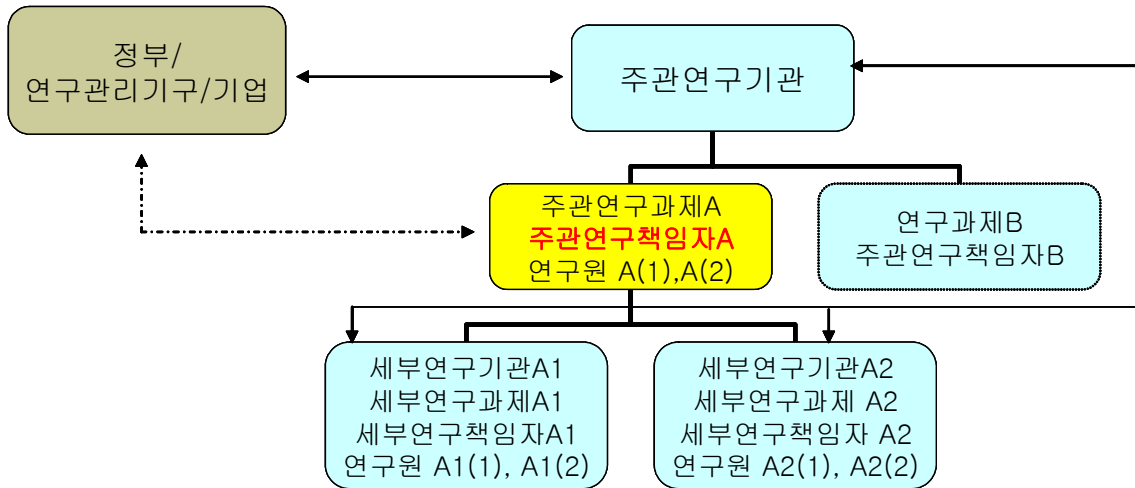 정부/
연구관리기구/기업
주관연구기관
주관연구과제A
주관연구책임자A
연구원 A(1),A(2)
연구과제B
주관연구책임자B
세부연구기관A1
세부연구과제A1
세부연구책임자A1
연구원 A1(1), A1(2)
세부연구기관A2
세부연구과제 A2
세부연구책임자 A2
연구원 A2(1), A2(2)